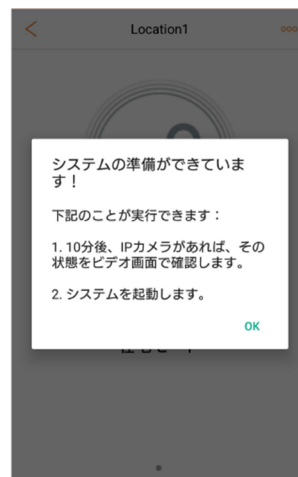 Location1
システムの準備ができていま
す！
下記のことが実行できます：
1. 10分後、IPカメラがあれば、その
状態をビデオ画面で確認します。
2. システムを起動します。
OK